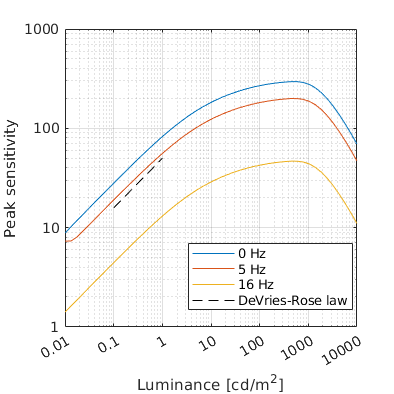 1000
100
10
1
Peak sensitivity
0 Hz
5 Hz
16 Hz
DeVries-Rose law
0.01 0.1 1 10 100 1000 10000
Luminance [cd/m²]